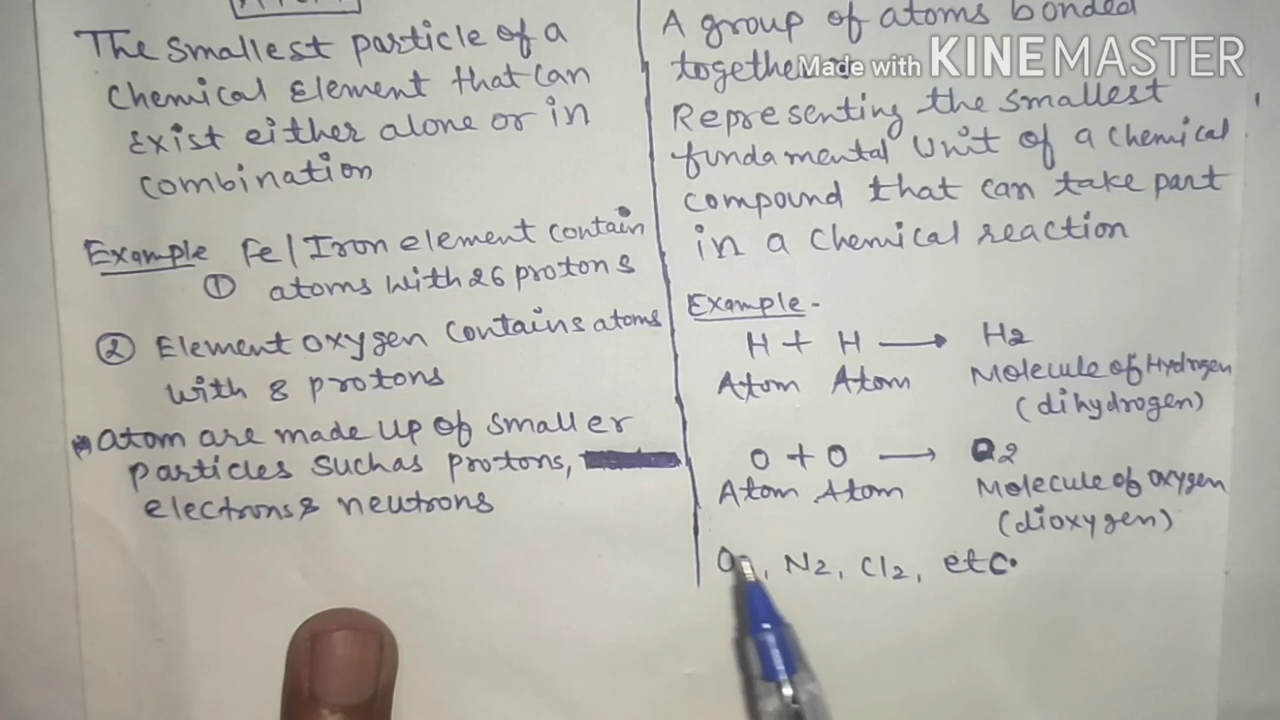 The smallest particle of a
chemical element that can
exist either alone or in
combination
Example Fe/Iron element contain
① atoms with 26 protons
② Element oxygen contains atoms
with 8 protons
atom are made up of smaller
particles such as protons,
electrons & neutrons
A group of atoms bonded
together
Representing the smallest
fundamental unit of a chemical
compound that can take part
in a chemical reaction
Example -
H + H → H2
Atom Atom Molecule of Hydrogen
(dihydrogen)
O + O → O2
Atom Atom Molecule of oxygen
(dioxygen)
, N2, Cl2, etc.
Made with KINEMASTER